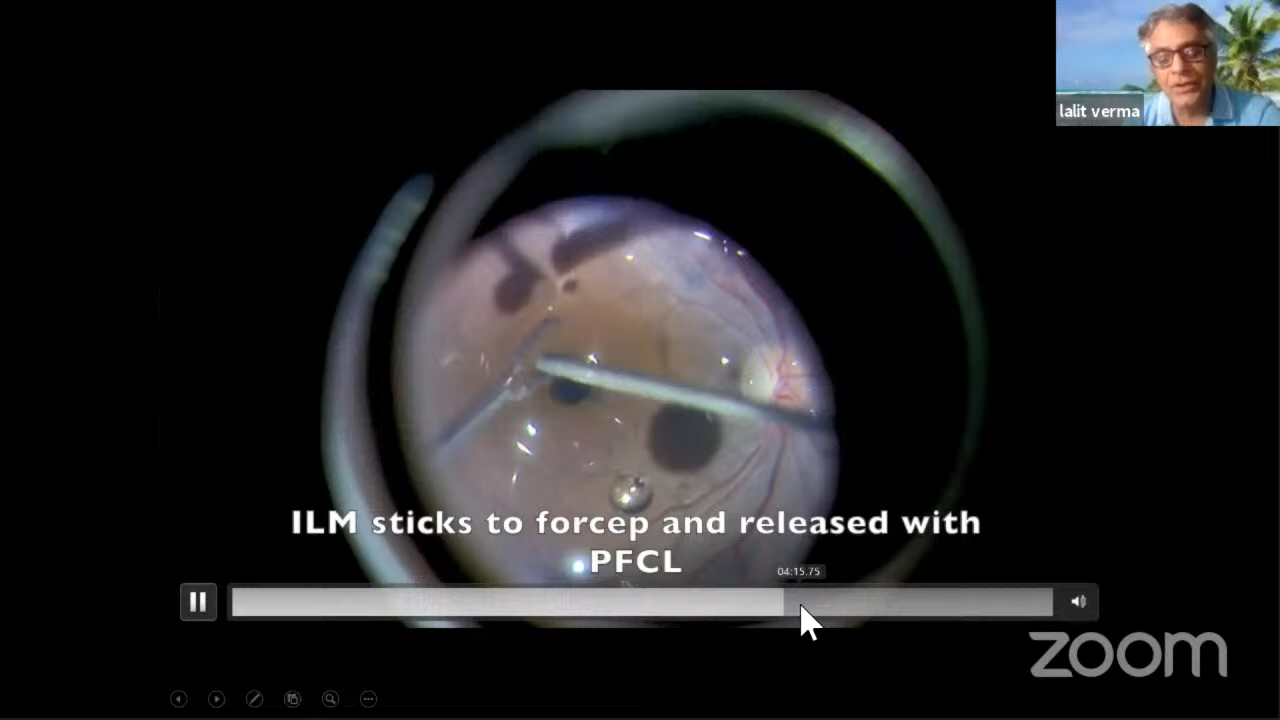 lalit verma
ILM sticks to forcep and released with
PFCL
04:15.75
zoom